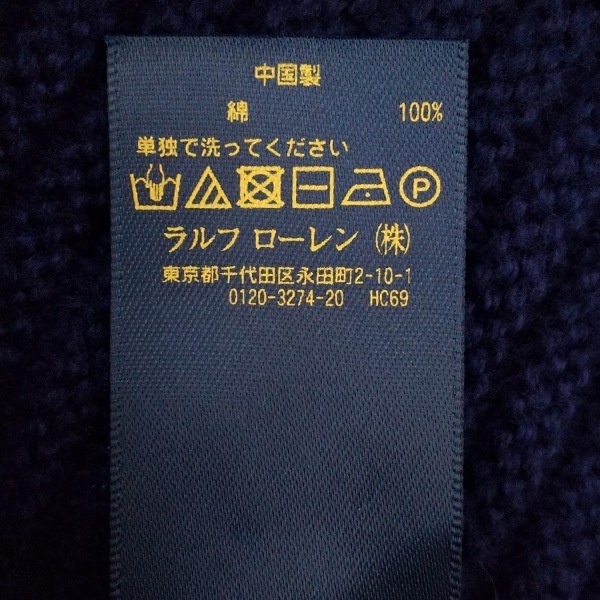 中国製
綿 100%
単独で洗ってください
P
ラルフ ローレン (株)
東京都千代田区永田町2-10-1
0120-3274-20 HC69